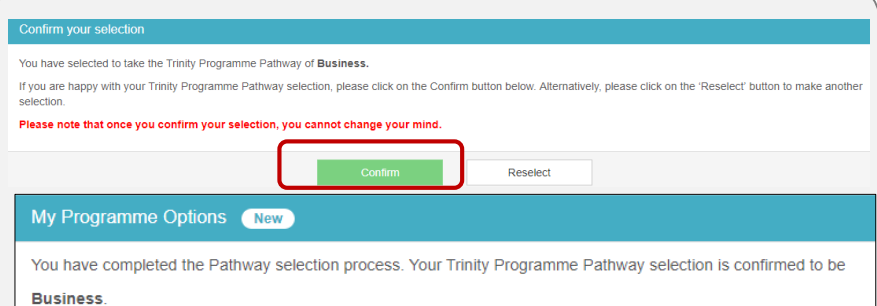 Confirm your selection
You have selected to take the Trinity Programme Pathway of Business.
If you are happy with your Trinity Programme Pathway selection, please click on the Confirm button below. Alternatively, please click on the 'Reselect' button to make another
selection.
Please note that once you confirm your selection, you cannot change your mind.
Confirm Reselect
My Programme Options New
You have completed the Pathway selection process. Your Trinity Programme Pathway selection is confirmed to be
Business.